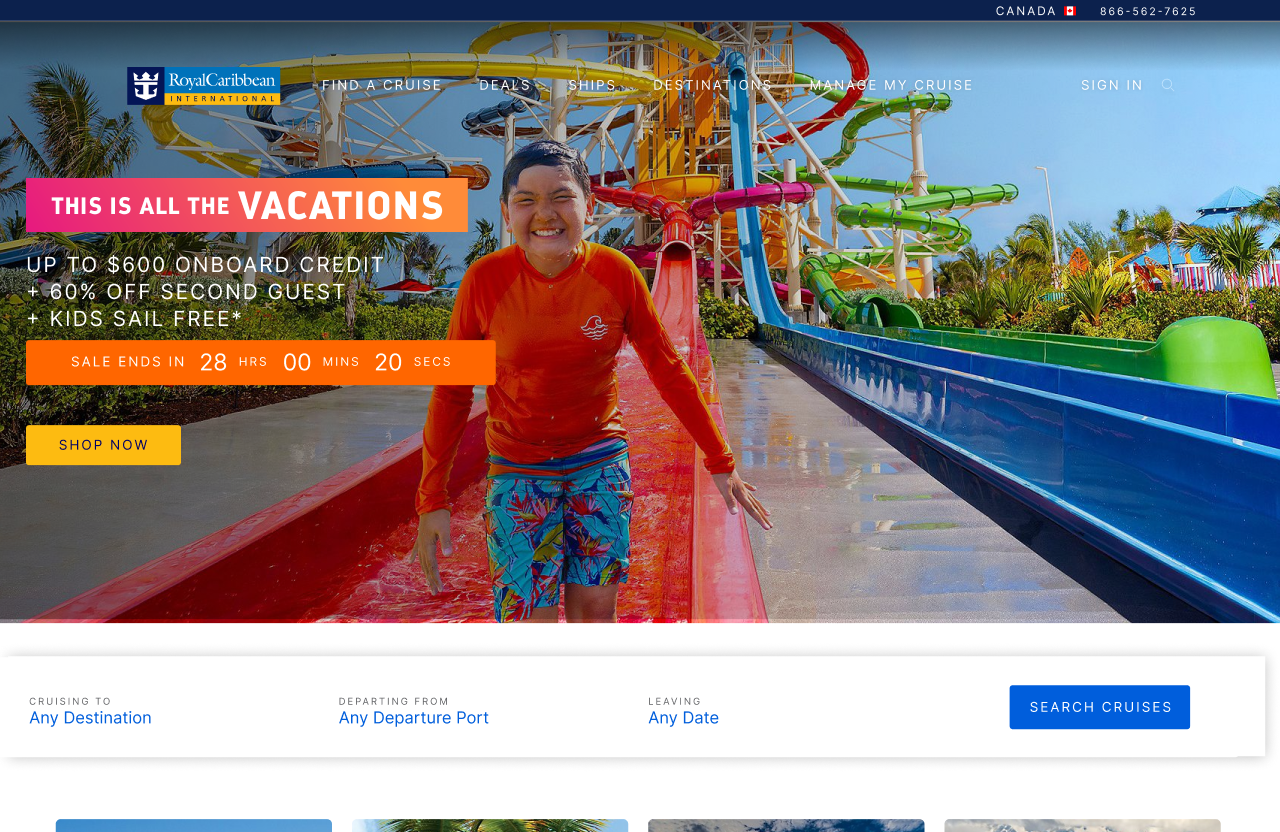 CANADA 866-562-7625
RoyalCaribbean
INTERNATIONAL
FIND A CRUISE DEALS SHIPS DESTINATIONS MANAGE MY CRUISE SIGN IN
THIS IS ALL THE VACATIONS
UP TO $600 ONBOARD CREDIT
+ 60% OFF SECOND GUEST
+ KIDS SAIL FREE*
SALE ENDS IN 28 HRS 00 MINS 20 SECS
SHOP NOW
CRUISING TO
Any Destination
DEPARTING FROM
Any Departure Port
LEAVING
Any Date
SEARCH CRUISES